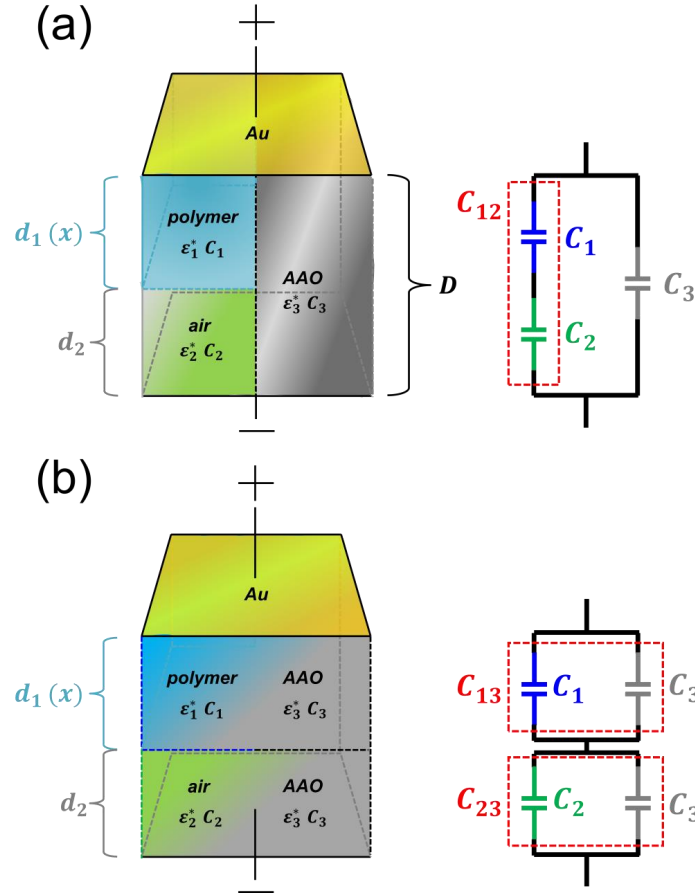 (a)
+
Au
polymer
ε₁* C₁
d₁ (x)
AAO
ε₃* C₃
D
air
ε₂* C₂
d₂
−
C₁₂
C₁
C₂
C₃
(b)
+
Au
polymer
ε₁* C₁
AAO
ε₃* C₃
d₁ (x)
air
ε₂* C₂
AAO
ε₃* C₃
d₂
−
C₁₃
C₁
C₃
C₂₃
C₂
C₃